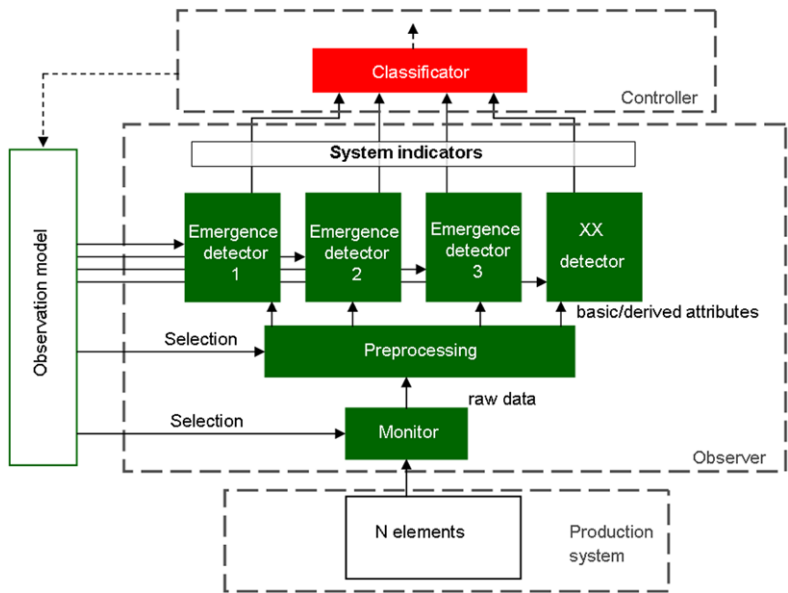 Classificator
Controller
System indicators
Observation model
Emergence
detector
1
Emergence
detector
2
Emergence
detector
3
XX
detector
basic/derived attributes
Selection
Preprocessing
raw data
Selection
Monitor
Observer
N elements
Production
system